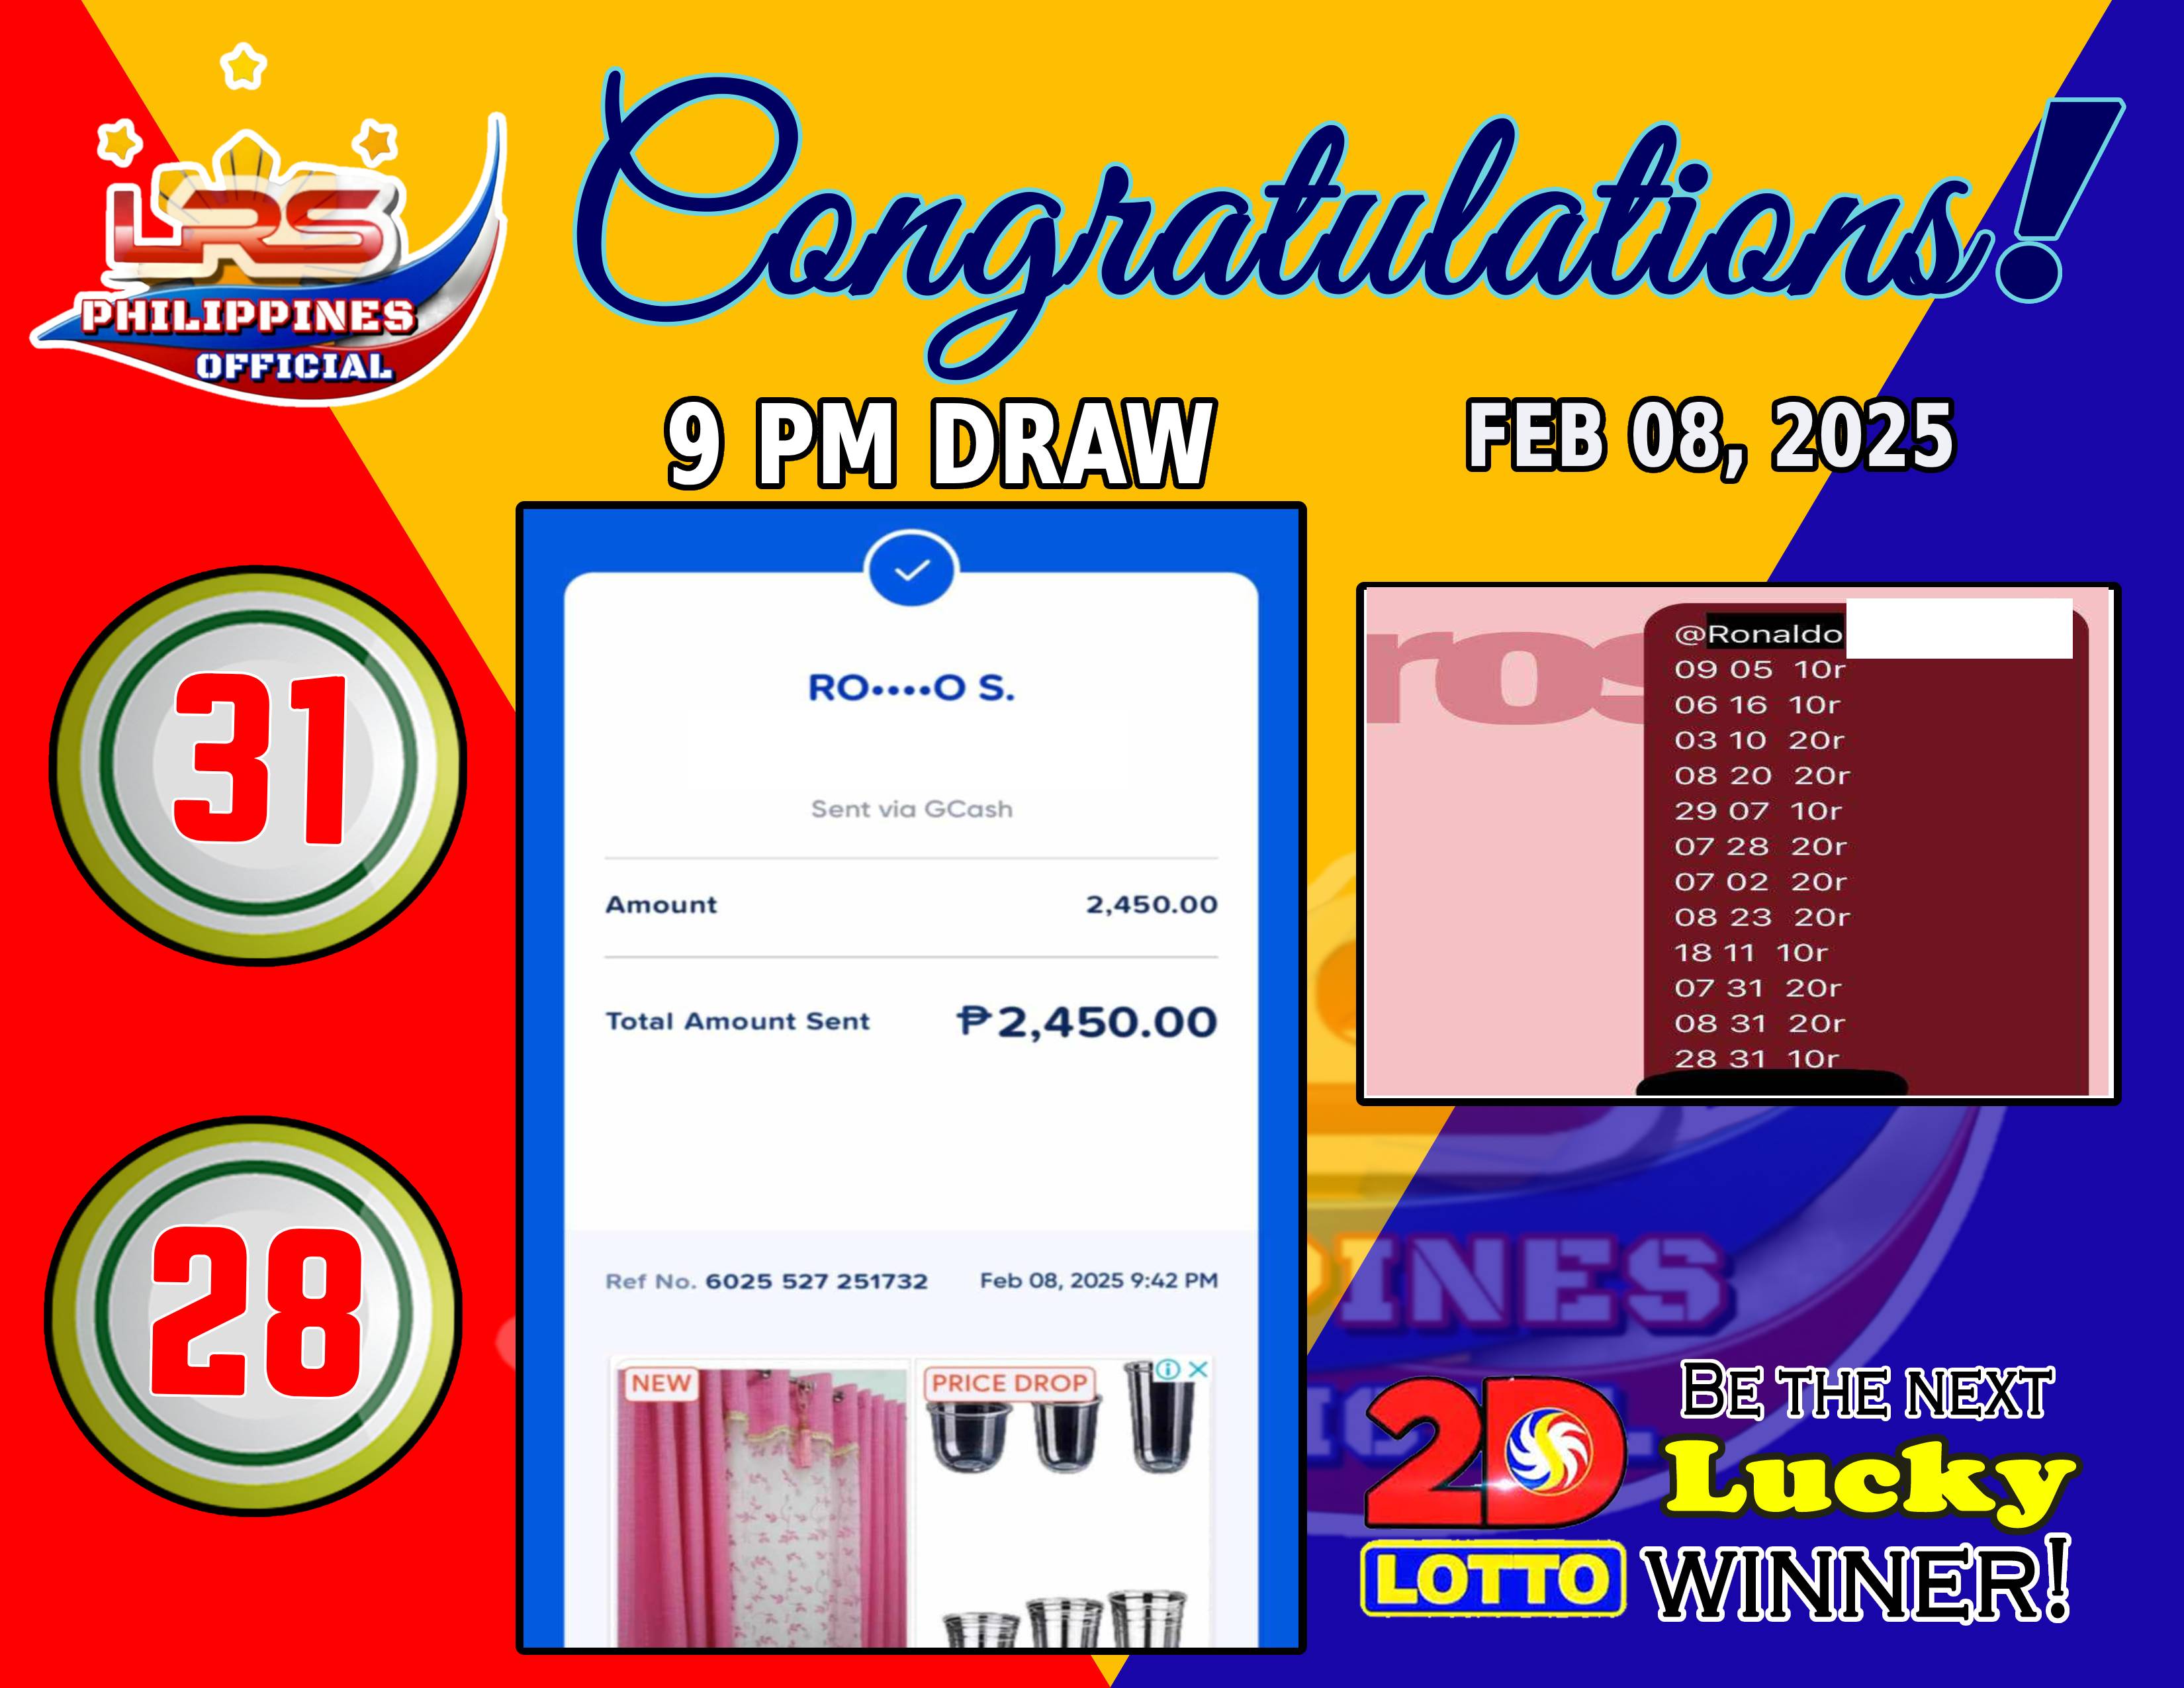 LRS
PHILIPPINES
OFFICIAL
Congratulations!
9 PM DRAW
FEB 08, 2025
31
28
RO••••O S.
Sent via GCash
Amount 2,450.00
Total Amount Sent ₱2,450.00
Ref No. 6025 527 251732 Feb 08, 2025 9:42 PM
NEW
PRICE DROP
ros
@Ronaldo
09 05 10r
06 16 10r
03 10 20r
08 20 20r
29 07 10r
07 28 20r
07 02 20r
08 23 20r
18 11 10r
07 31 20r
08 31 20r
28 31 10r
PINES
2D
LOTTO
BE THE NEXT
Lucky
WINNER!